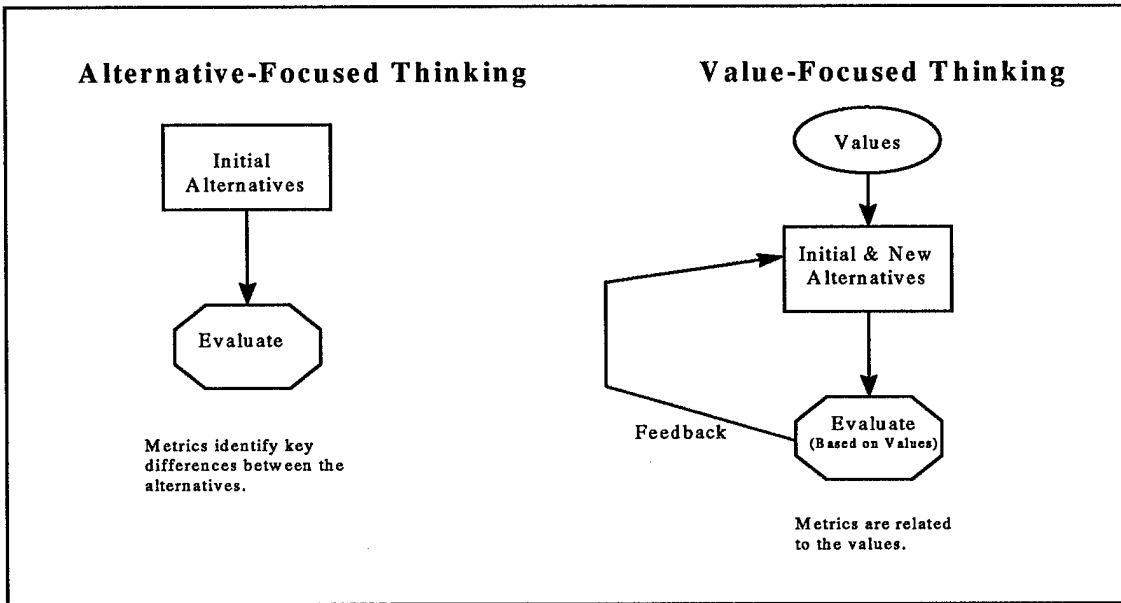 Alternative-Focused Thinking
Initial
Alternatives
Evaluate
Metrics identify key
differences between the
alternatives.
Value-Focused Thinking
Values
Initial & New
Alternatives
Feedback
Evaluate
(Based on Values)
Metrics are related
to the values.